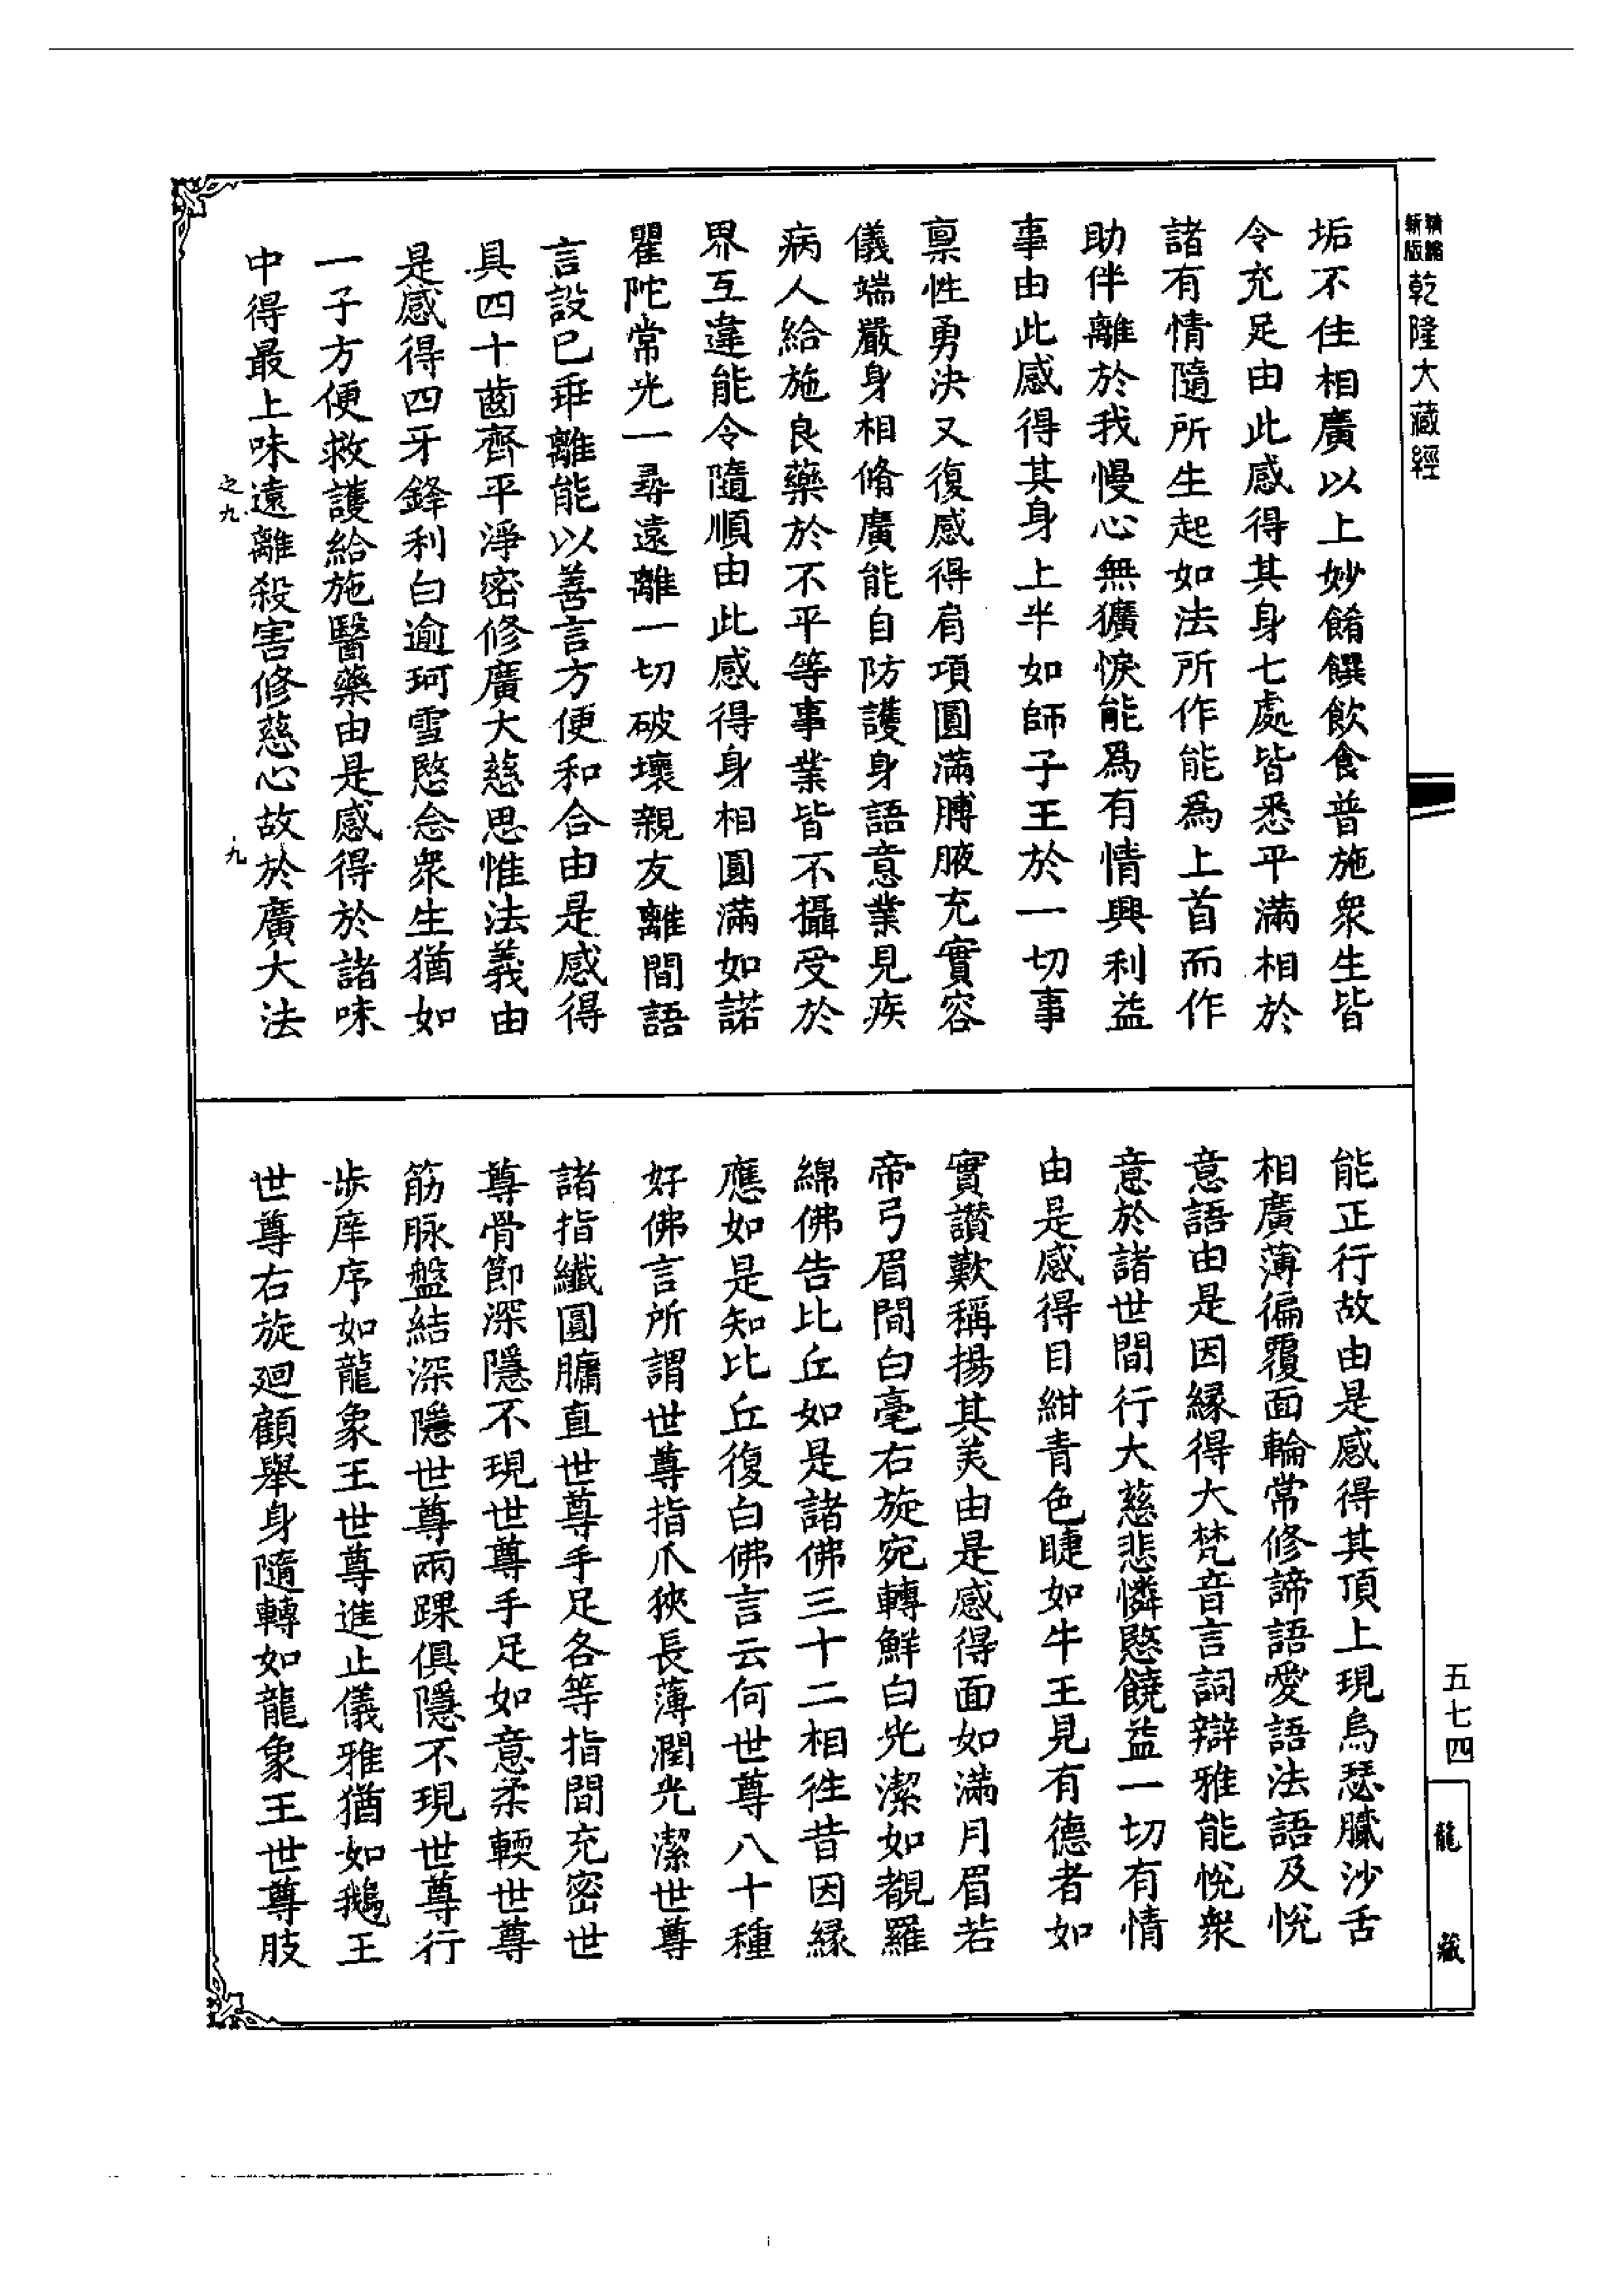 精縮
新版
乾隆大藏經
垢不住相廣以上妙餚饌飲食普施衆生皆
令充足由此感得其身七處皆悉平滿相於
諸有情隨所生起如法所作能爲上首而作
助伴離於我慢心無獷悷能爲有情興利益
事由此感得其身上半如師子王於一切事
稟性勇決又復感得肩項圓滿膊腋充實容
儀端嚴身相脩廣能自防護身語意業見疾
病人給施良藥於不平等事業皆不攝受於
界互違能令隨順由此感得身相圓滿如諾
瞿陀常光一尋遠離一切破壞親友離間語
言設已乖離能以善言方便和合由是感得
具四十齒齊平淨密修廣大慈思惟法義由
是感得四牙鋒利白逾珂雪愍念衆生猶如
一子方便救護給施醫藥由是感得於諸味
中得最上味遠離殺害修慈心故於廣大法
之九
九
能正行故由是感得其頂上現烏瑟膩沙舌
相廣薄徧覆面輪常修諦語愛語法語及悅
意語由是因緣得大梵音言詞辯雅能悅衆
意於諸世間行大慈悲憐愍饒益一切有情
由是感得目紺青色睫如牛王見有德者如
實讃歎稱揚其美由是感得面如滿月眉若
帝弓眉間白毫右旋宛轉鮮白光潔如覩羅
綿佛告比丘如是諸佛三十二相往昔因緣
應如是知比丘復白佛言云何世尊八十種
好佛言所謂世尊指爪狹長薄潤光潔世尊
諸指纖圓臃直世尊手足各等指間充密世
尊骨節深隱不現世尊手足如意柔輭世尊
筋脉盤結深隱世尊兩踝俱隱不現世尊行
步庠序如龍象王世尊進止儀雅猶如鵝王
世尊右旋廻顧舉身隨轉如龍象王世尊肢
五七四
龍藏